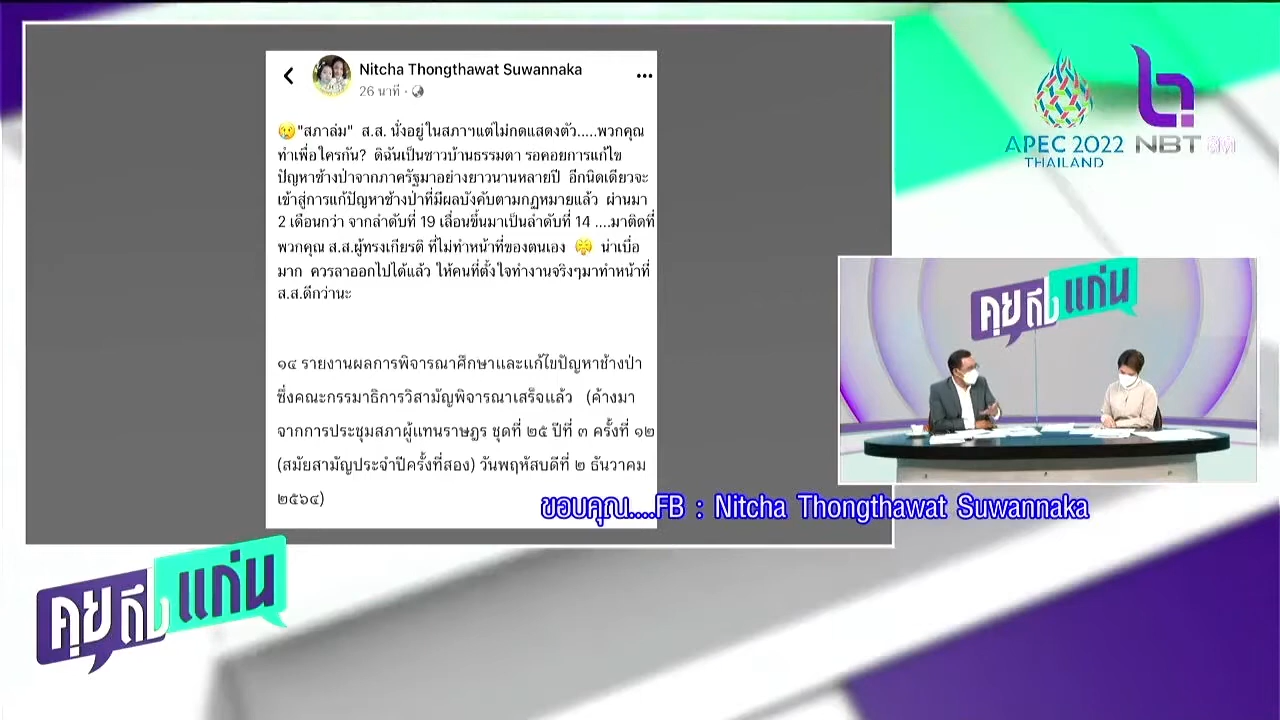 Nitcha Thongthawat Suwannaka
26 นาที
"สภาล่ม" ส.ส. นั่งอยู่ในสภาฯแต่ไม่กดแสดงตัว.....พวกคุณ
ทำเพื่อใครกัน? ดิฉันเป็นชาวบ้านธรรมดา รอคอยการแก้ไข
ปัญหาช้างป่าจากภาครัฐมาอย่างยาวนานหลายปี อีกนิดเดียวจะ
เข้าสู่การแก้ปัญหาช้างป่าที่มีผลบังคับตามกฎหมายแล้ว ผ่านมา
2 เดือนกว่า จากลำดับที่ 19 เลื่อนขึ้นมาเป็นลำดับที่ 14 ....มาติดที่
พวกคุณ ส.ส.ผู้ทรงเกียรติ ที่ไม่ทำหน้าที่ของตนเอง น่าเบื่อ
มาก ควรลาออกไปได้แล้ว ให้คนที่ตั้งใจทำงานจริงๆมาทำหน้าที่
ส.ส.ดีกว่านะ
๑๔ รายงานผลการพิจารณาศึกษาและแก้ไขปัญหาช้างป่า
ซึ่งคณะกรรมาธิการวิสามัญพิจารณาเสร็จแล้ว (ค้างมา
จากการประชุมสภาผู้แทนราษฎร ชุดที่ ๒๕ ปีที่ ๓ ครั้งที่ ๑๒
(สมัยสามัญประจำปีครั้งที่สอง) วันพฤหัสบดีที่ ๒ ธันวาคม
๒๕๖๔)
ขอบคุณ....FB : Nitcha Thongthawat Suwannaka
APEC 2022
THAILAND
NBT สด
คุยถึงแก่น
คุยถึงแก่น